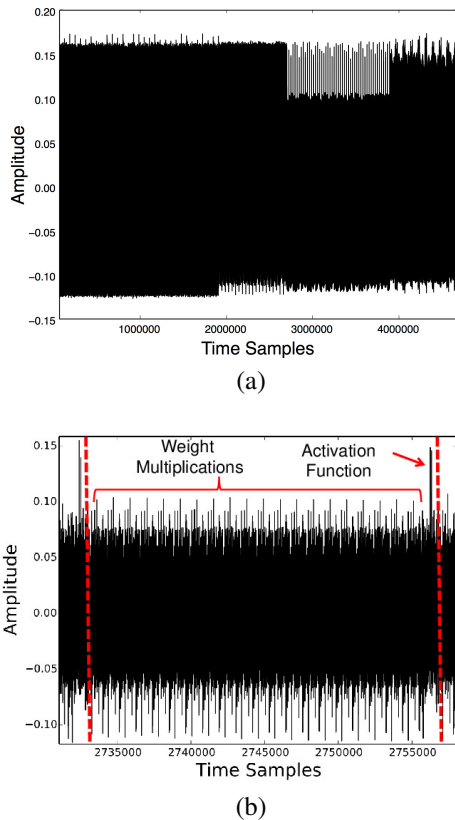 0.20
0.15
0.10
0.05
0.00
−0.05
−0.10
−0.15
Amplitude
1000000 2000000 3000000 4000000
Time Samples
(a)
0.15
0.10
0.05
0.00
−0.05
−0.10
Amplitude
Weight
Multiplications
Activation
Function
2735000 2740000 2745000 2750000 2755000
Time Samples
(b)